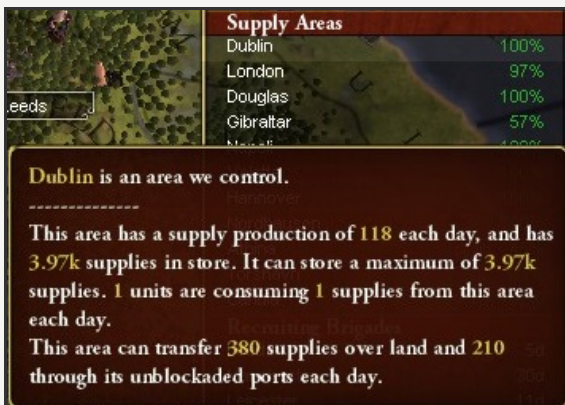 Supply Areas
Dublin 100%
London 97%
Douglas 100%
Gibraltar 57%
Leeds
Dublin is an area we control.
--------------
This area has a supply production of 118 each day, and has
3.97k supplies in store. It can store a maximum of 3.97k
supplies. 1 units are consuming 1 supplies from this area
each day.
This area can transfer 380 supplies over land and 210
through its unblockaded ports each day.
Hannover
Recruiting Brigades